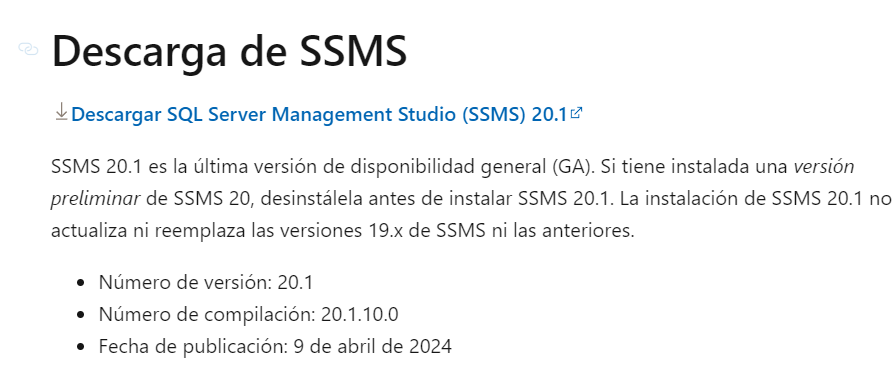 Descarga de SSMS
Descargar SQL Server Management Studio (SSMS) 20.1
SSMS 20.1 es la última versión de disponibilidad general (GA). Si tiene instalada una versión
preliminar de SSMS 20, desinstálela antes de instalar SSMS 20.1. La instalación de SSMS 20.1 no
actualiza ni reemplaza las versiones 19.x de SSMS ni las anteriores.
• Número de versión: 20.1
• Número de compilación: 20.1.10.0
• Fecha de publicación: 9 de abril de 2024